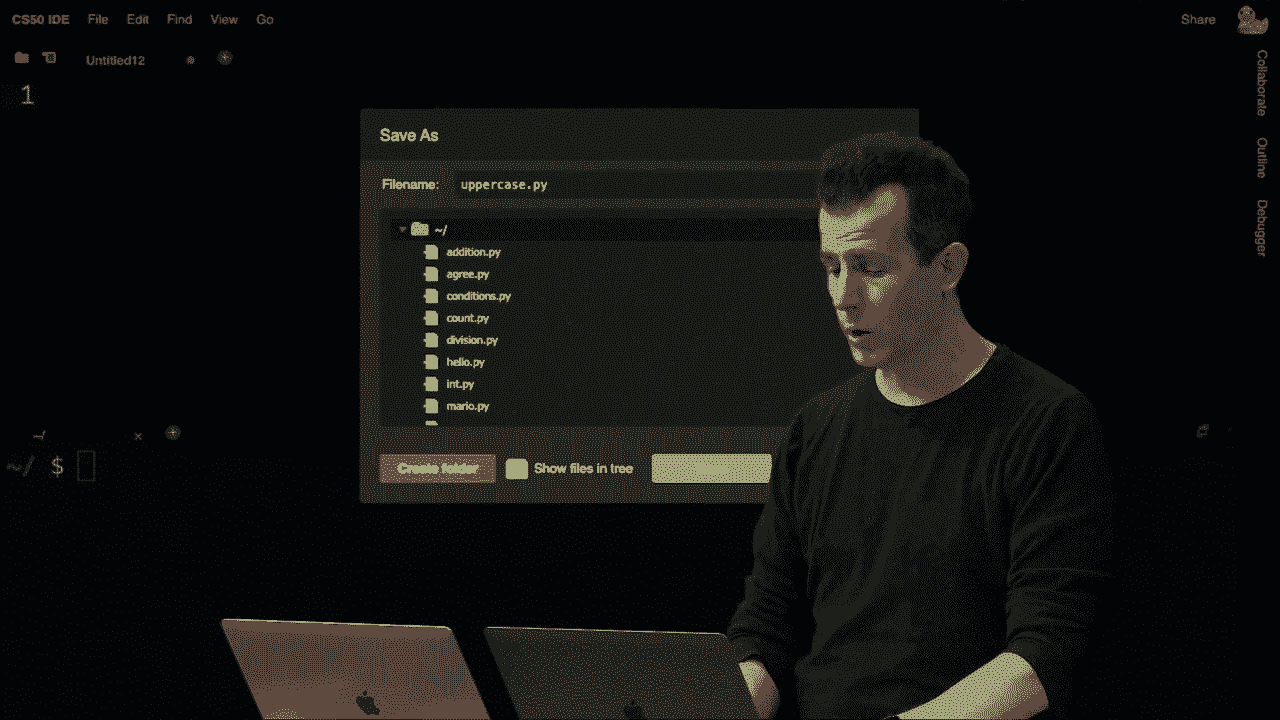 CS50 IDE File Edit Find View Go Share
Untitled12
1
Collaborate
Outline
Debugger
Save As
Filename: uppercase.py
~/
addition.py
agree.py
conditions.py
count.py
division.py
hello.py
int.py
mario.py
Create folder Show files in tree
~/ $